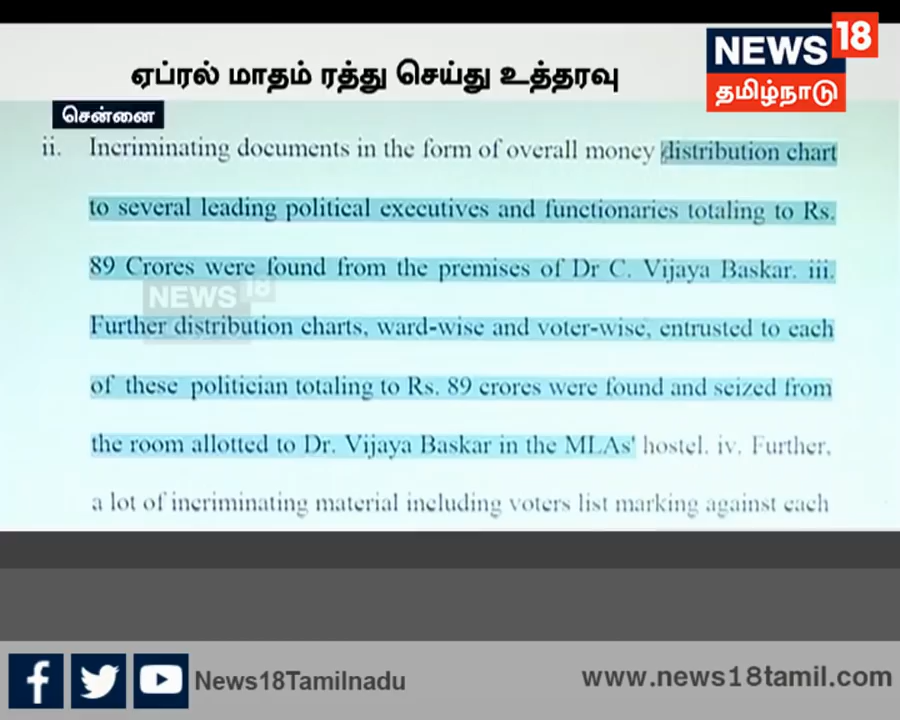 ஏப்ரல் மாதம் ரத்து செய்து உத்தரவு
NEWS 18
தமிழ்நாடு
சென்னை
ii. Incriminating documents in the form of overall money distribution chart
to several leading political executives and functionaries totaling to Rs.
89 Crores were found from the premises of Dr C. Vijaya Baskar. iii.
NEWS 18
Further distribution charts, ward-wise and voter-wise, entrusted to each
of these politician totaling to Rs. 89 crores were found and seized from
the room allotted to Dr. Vijaya Baskar in the MLAs' hostel. iv. Further,
a lot of incriminating material including voters list marking against each
News18Tamilnadu
www.news18tamil.com